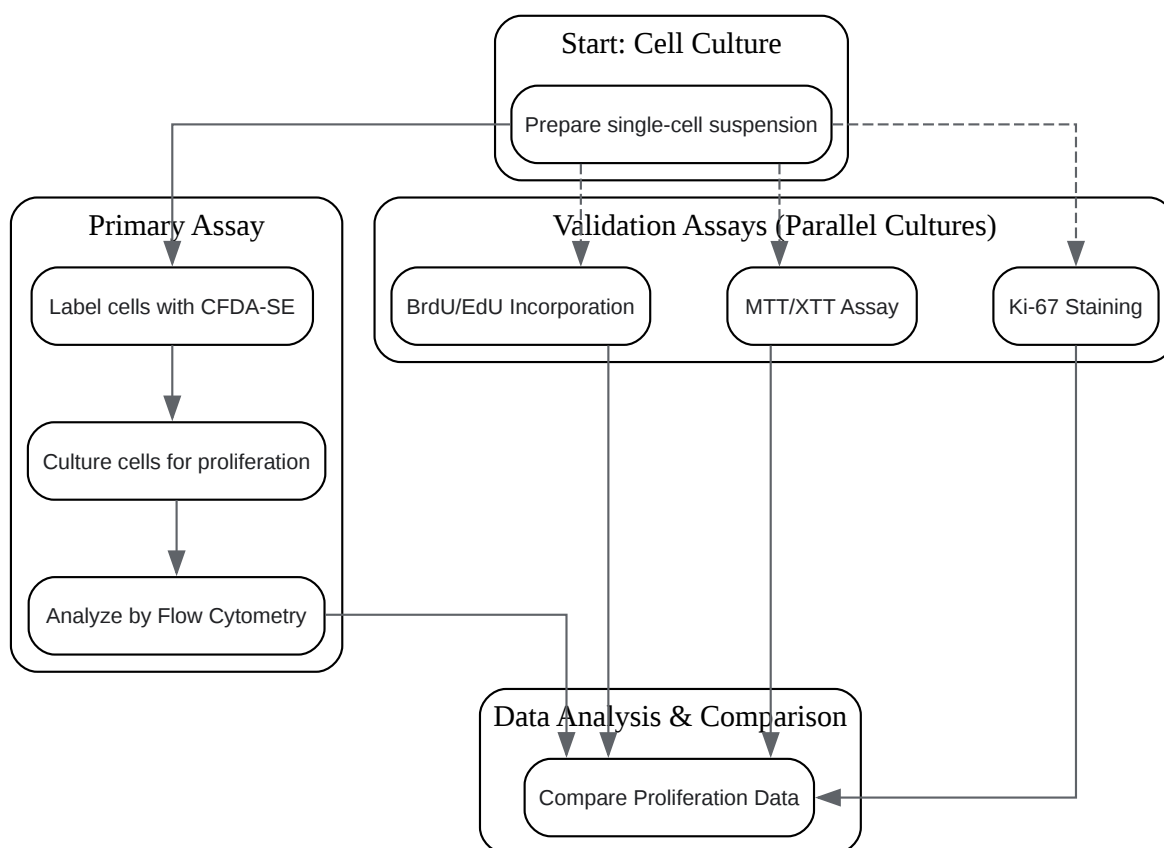 Start: Cell Culture
Prepare single-cell suspension
Primary Assay
Label cells with CFDA-SE
Culture cells for proliferation
Analyze by Flow Cytometry
Validation Assays (Parallel Cultures)
BrdU/EdU Incorporation
MTT/XTT Assay
Ki-67 Staining
Data Analysis & Comparison
Compare Proliferation Data